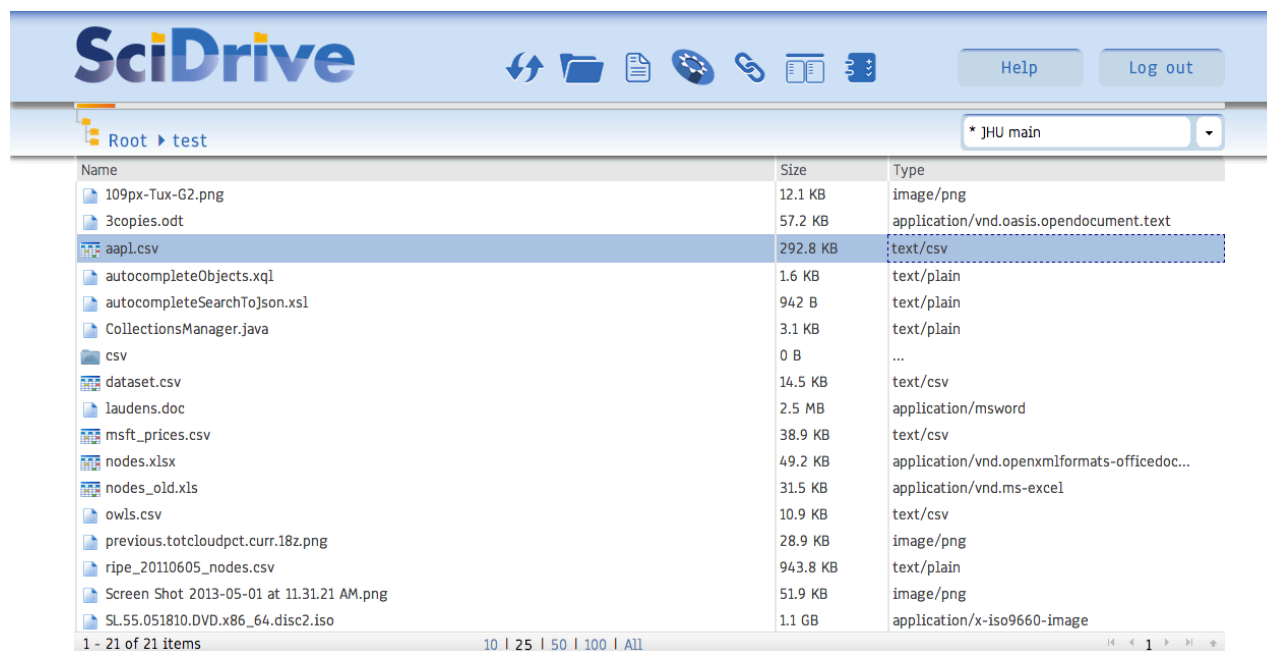 SciDrive
Help Log out
Root test
* JHU main
Name Size Type
109px-Tux-G2.png 12.1 KB image/png
3copies.odt 57.2 KB application/vnd.oasis.opendocument.text
aapl.csv 292.8 KB text/csv
autocompleteObjects.xql 1.6 KB text/plain
autocompleteSearchToJson.xsl 942 B text/plain
CollectionsManager.java 3.1 KB text/plain
csv 0 B ...
dataset.csv 14.5 KB text/csv
laudens.doc 2.5 MB application/msword
msft_prices.csv 38.9 KB text/csv
nodes.xlsx 49.2 KB application/vnd.openxmlformats-officedoc...
nodes_old.xls 31.5 KB application/vnd.ms-excel
owls.csv 10.9 KB text/csv
previous.totcloudpct.curr.18z.png 28.9 KB image/png
ripe_20110605_nodes.csv 943.8 KB text/plain
Screen Shot 2013-05-01 at 11.31.21 AM.png 51.9 KB image/png
SL.55.051810.DVD.x86_64.disc2.iso 1.1 GB application/x-iso9660-image
1 - 21 of 21 items 10 | 25 | 50 | 100 | All 1